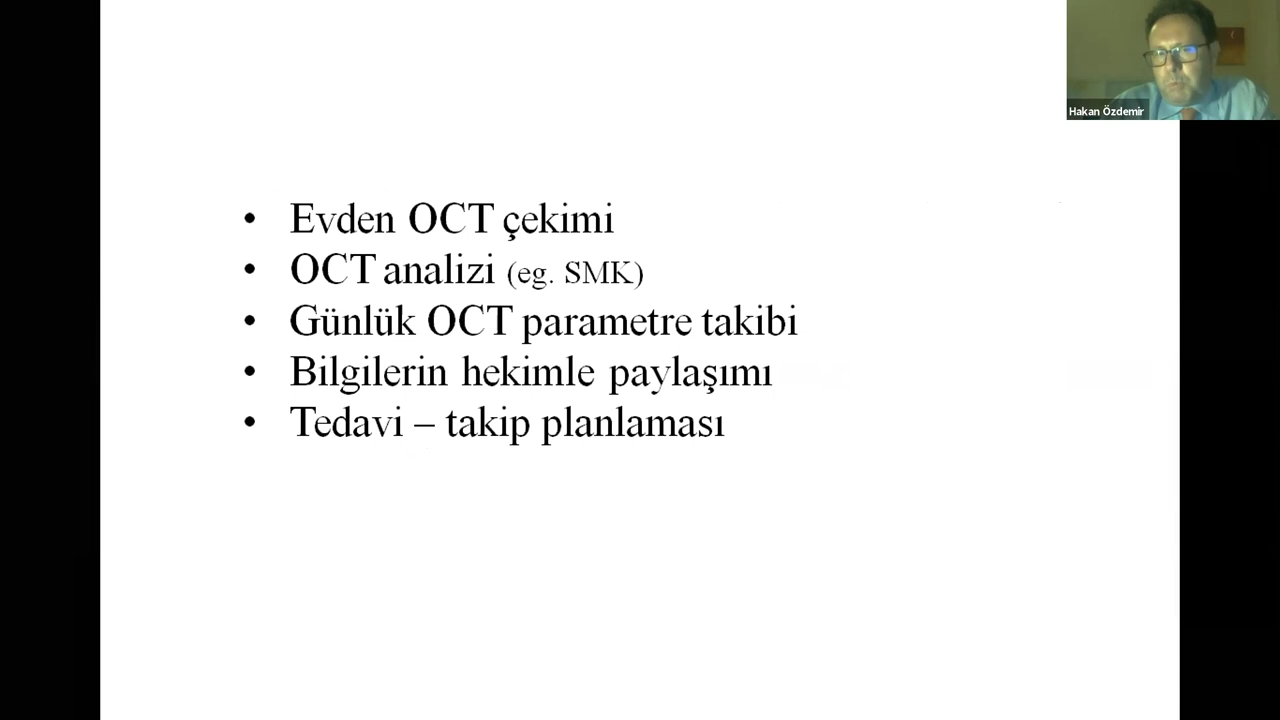 Hakan Özdemir
• Evden OCT çekimi
• OCT analizi (eg. SMK)
• Günlük OCT parametre takibi
• Bilgilerin hekimle paylaşımı
• Tedavi – takip planlaması